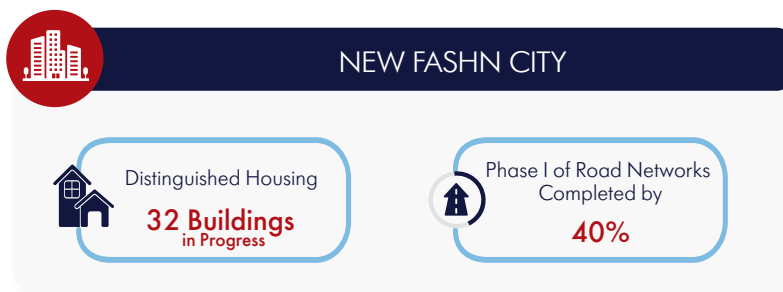 NEW FASHN CITY
Distinguished Housing
32 Buildings
in Progress
Phase I of Road Networks
Completed by
40%